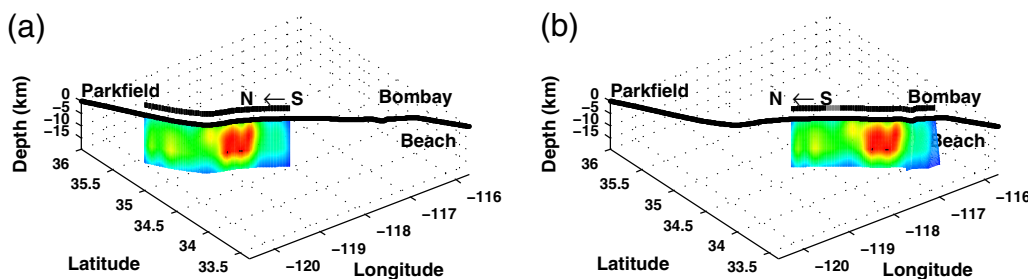 (a)
Parkfield
N ← S
Bombay
Beach
Depth (km)
0
−5
−10
−15
36
35.5
35
34.5
34
33.5
Latitude
−120
−119
−118
−117
−116
Longitude
(b)
Parkfield
N ← S
Bombay
Beach
Depth (km)
0
−5
−10
−15
36
35.5
35
34.5
34
33.5
Latitude
−120
−119
−118
−117
−116
Longitude